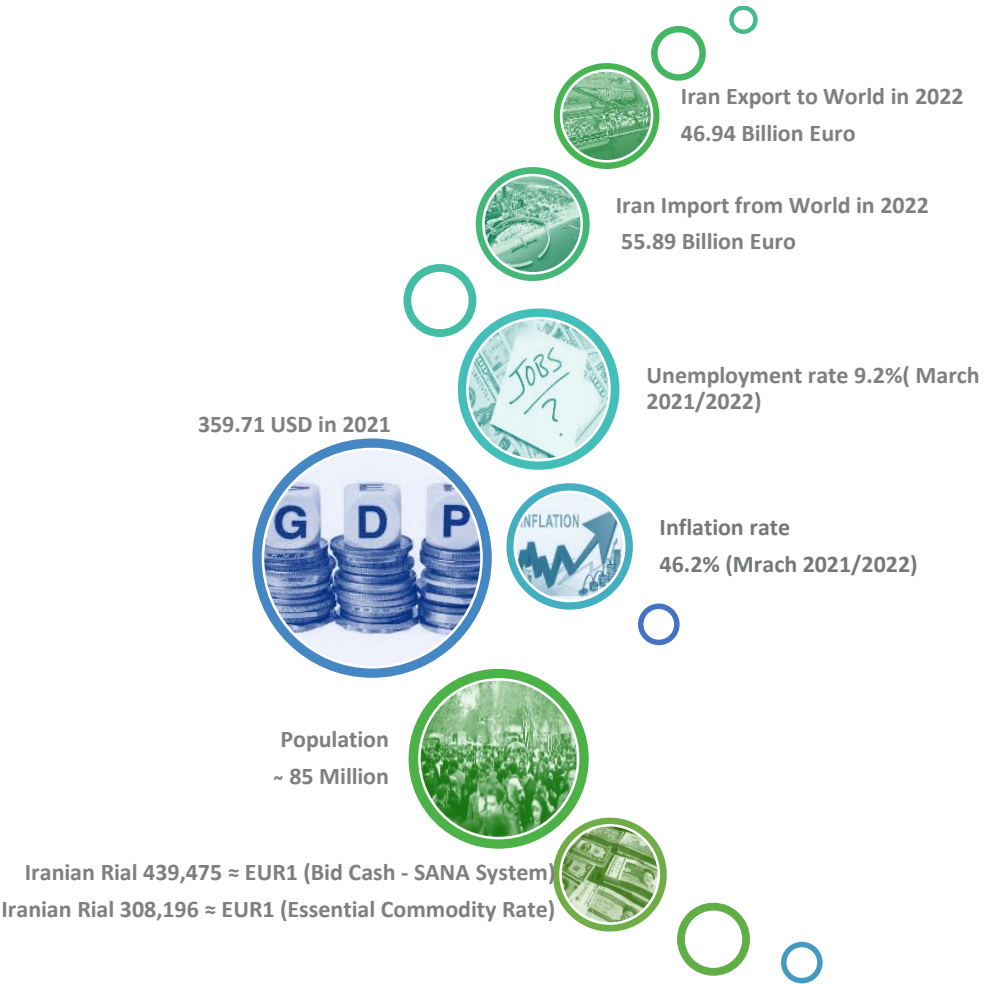 Iran Export to World in 2022
46.94 Billion Euro
Iran Import from World in 2022
55.89 Billion Euro
JOBS
?
Unemployment rate 9.2%( March
2021/2022)
359.71 USD in 2021
G D P
INFLATION
Inflation rate
46.2% (Mrach 2021/2022)
Population
~ 85 Million
Iranian Rial 439,475 ≈ EUR1 (Bid Cash - SANA System)
Iranian Rial 308,196 ≈ EUR1 (Essential Commodity Rate)